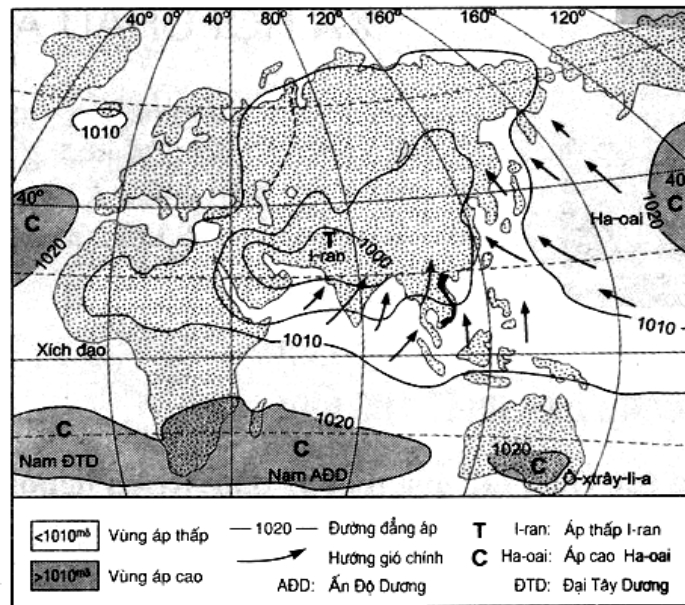 40° 0° 40° 80° 120° 160° 160° 120°
1010
40°
C
1020
40°
C
1020
Ha-oai
T
I-ran
1000
1010
1010
Xích đạo
1020
C
Nam ĐTD
C
Nam AĐD
1020
C
Ô-xtrây-li-a
<1010mb Vùng áp thấp
>1010mb Vùng áp cao
1020 Đường đẳng áp
Hướng gió chính
AĐD: Ấn Độ Dương
T I-ran: Áp thấp I-ran
C Ha-oai: Áp cao Ha-oai
ĐTD: Đại Tây Dương